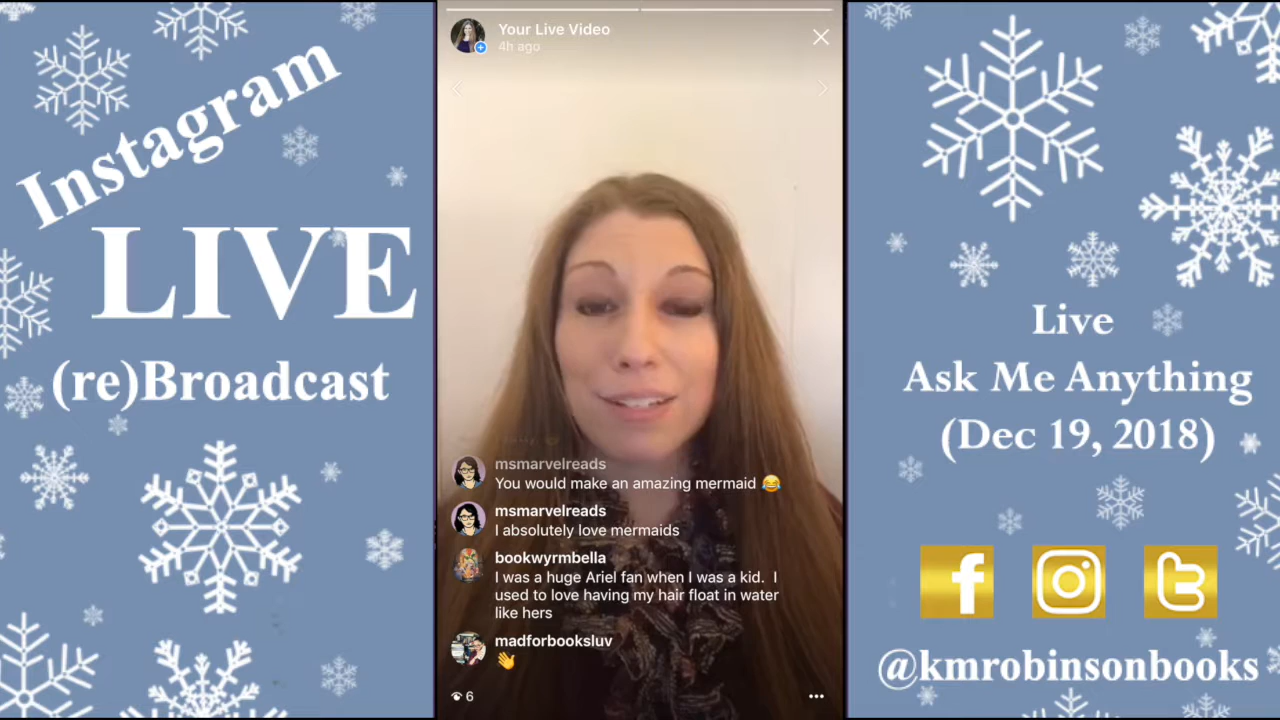 Instagram
LIVE
(re)Broadcast
Your Live Video
4h ago
msmarvelreads
You would make an amazing mermaid 😂
msmarvelreads
I absolutely love mermaids
bookwyrmbella
I was a huge Ariel fan when I was a kid. I
used to love having my hair float in water
like hers
madforbooksluv
👋
6
Live
Ask Me Anything
(Dec 19, 2018)
@kmrobinsonbooks